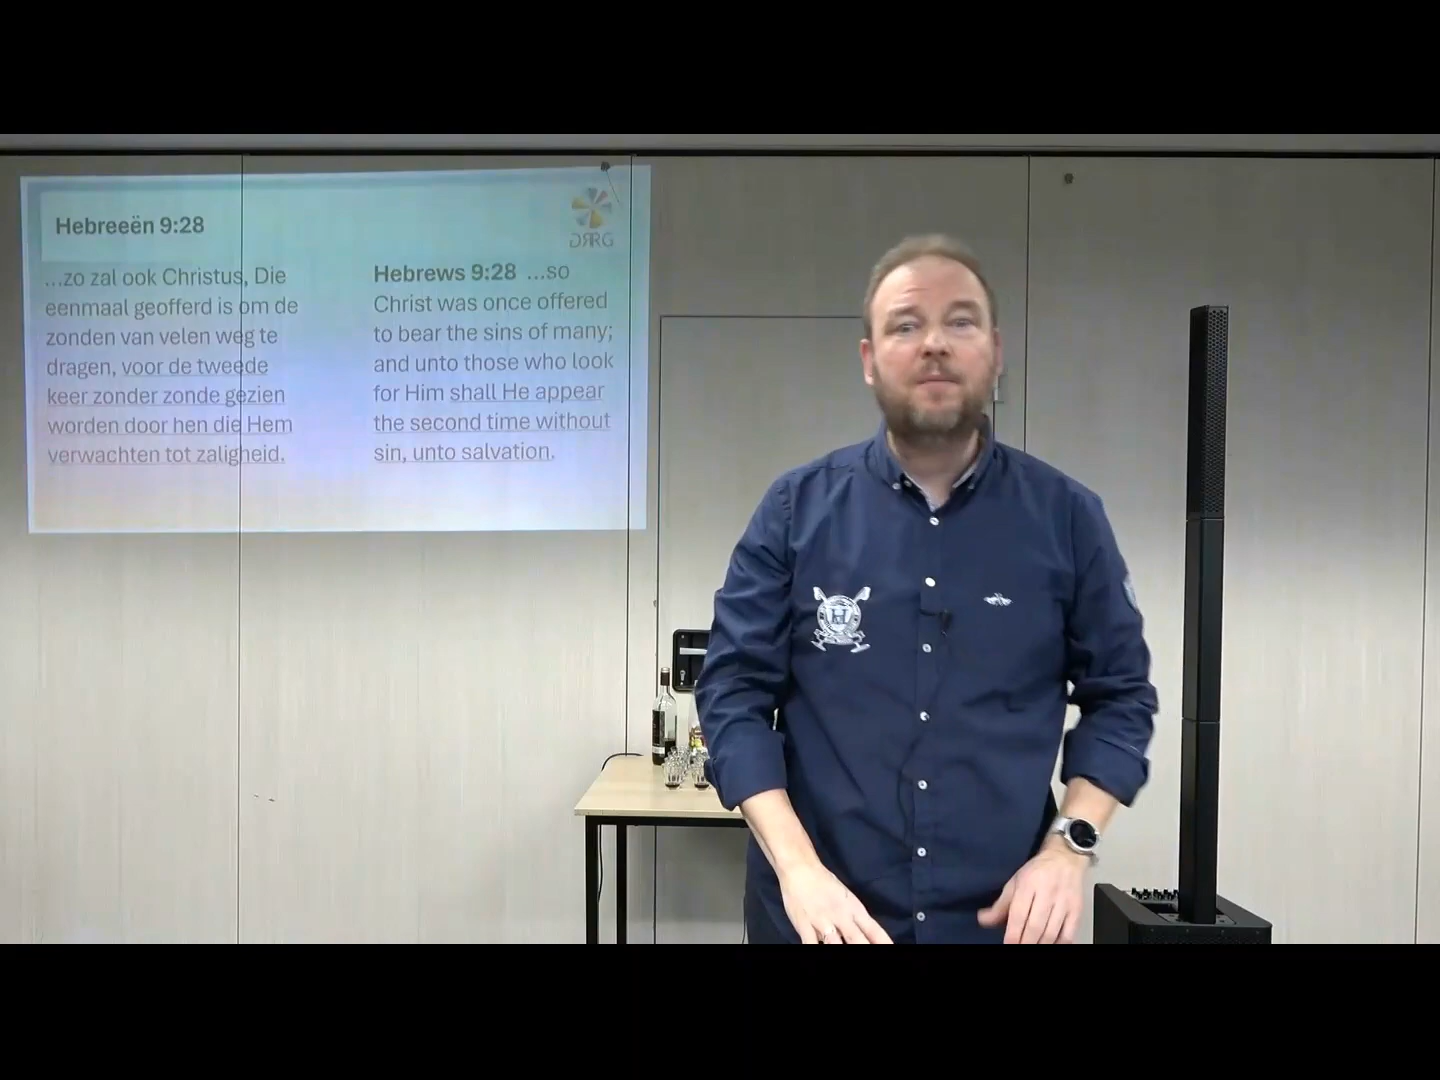 Hebreeën 9:28
...zo zal ook Christus, Die
eenmaal geofferd is om de
zonden van velen weg te
dragen, voor de tweede
keer zonder zonde gezien
worden door hen die Hem
verwachten tot zaligheid.
Hebrews 9:28 ...so
Christ was once offered
to bear the sins of many;
and unto those who look
for Him shall He appear
the second time without
sin, unto salvation.
GRRG
H